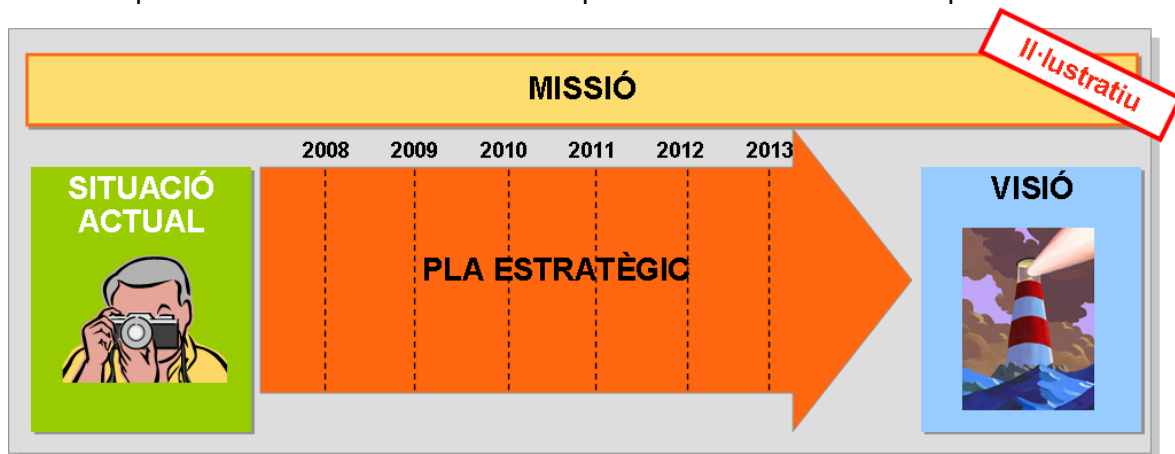 MISSIÓ
Il·lustratiu
2008 2009 2010 2011 2012 2013
SITUACIÓ
ACTUAL
PLA ESTRATÈGIC
VISIÓ